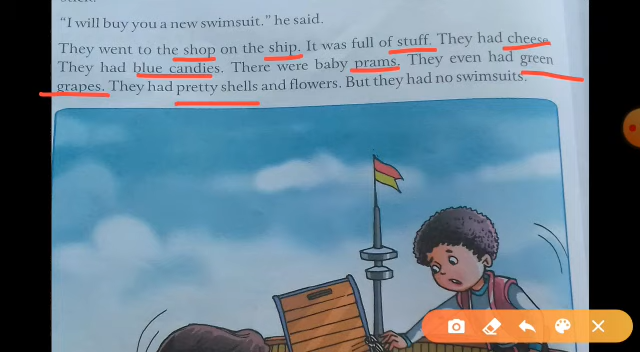 "I will buy you a new swimsuit." he said.
They went to the shop on the ship. It was full of stuff. They had cheese
They had blue candies. There were baby prams. They even had green
grapes. They had pretty shells and flowers. But they had no swimsuits.